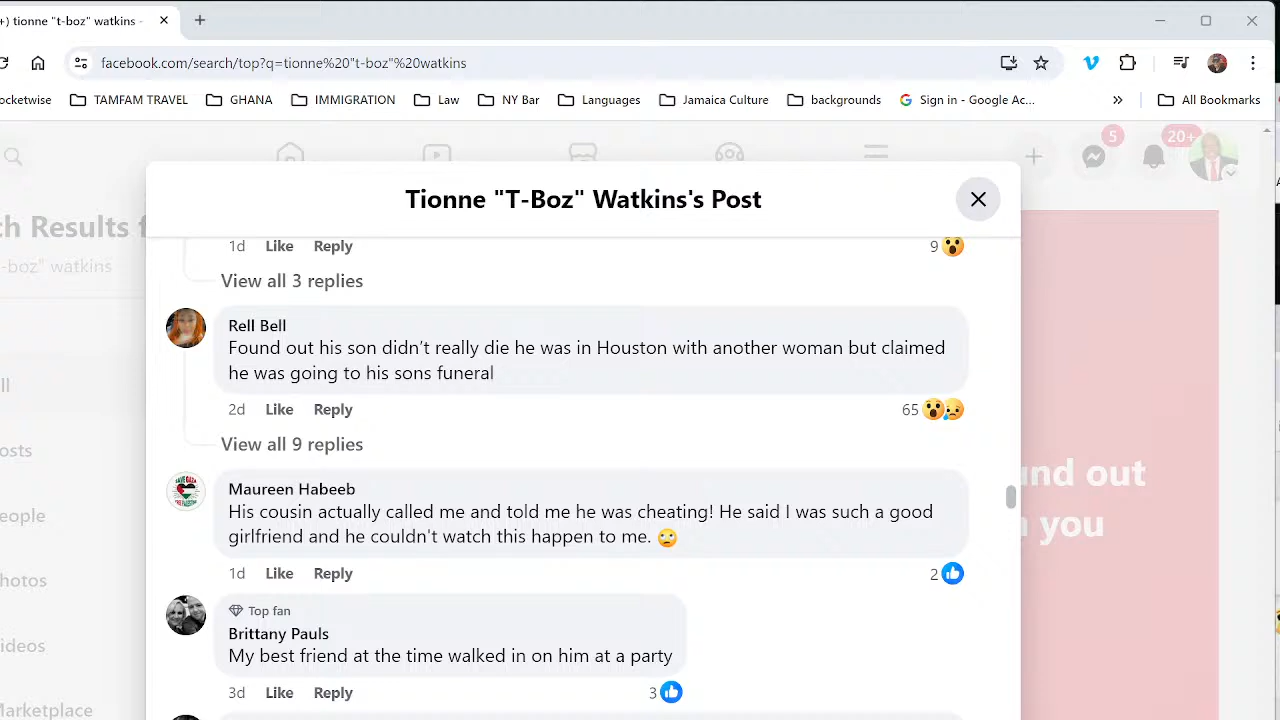 +) tionne "t-boz" watkins -
facebook.com/search/top?q=tionne%20"t-boz"%20watkins
ocketwise TAMFAM TRAVEL GHANA IMMIGRATION Law NY Bar Languages Jamaica Culture backgrounds Sign in - Google Ac... » All Bookmarks
5 20+
ch Results f
-boz" watkins
ll
osts
eople
hotos
ideos
Marketplace
Tionne "T-Boz" Watkins's Post
1d Like Reply 9
View all 3 replies
Rell Bell
Found out his son didn’t really die he was in Houston with another woman but claimed
he was going to his sons funeral
2d Like Reply 65
View all 9 replies
Maureen Habeeb
His cousin actually called me and told me he was cheating! He said I was such a good
girlfriend and he couldn't watch this happen to me. 🙄
1d Like Reply 2
Top fan
Brittany Pauls
My best friend at the time walked in on him at a party
3d Like Reply 3
und out
you